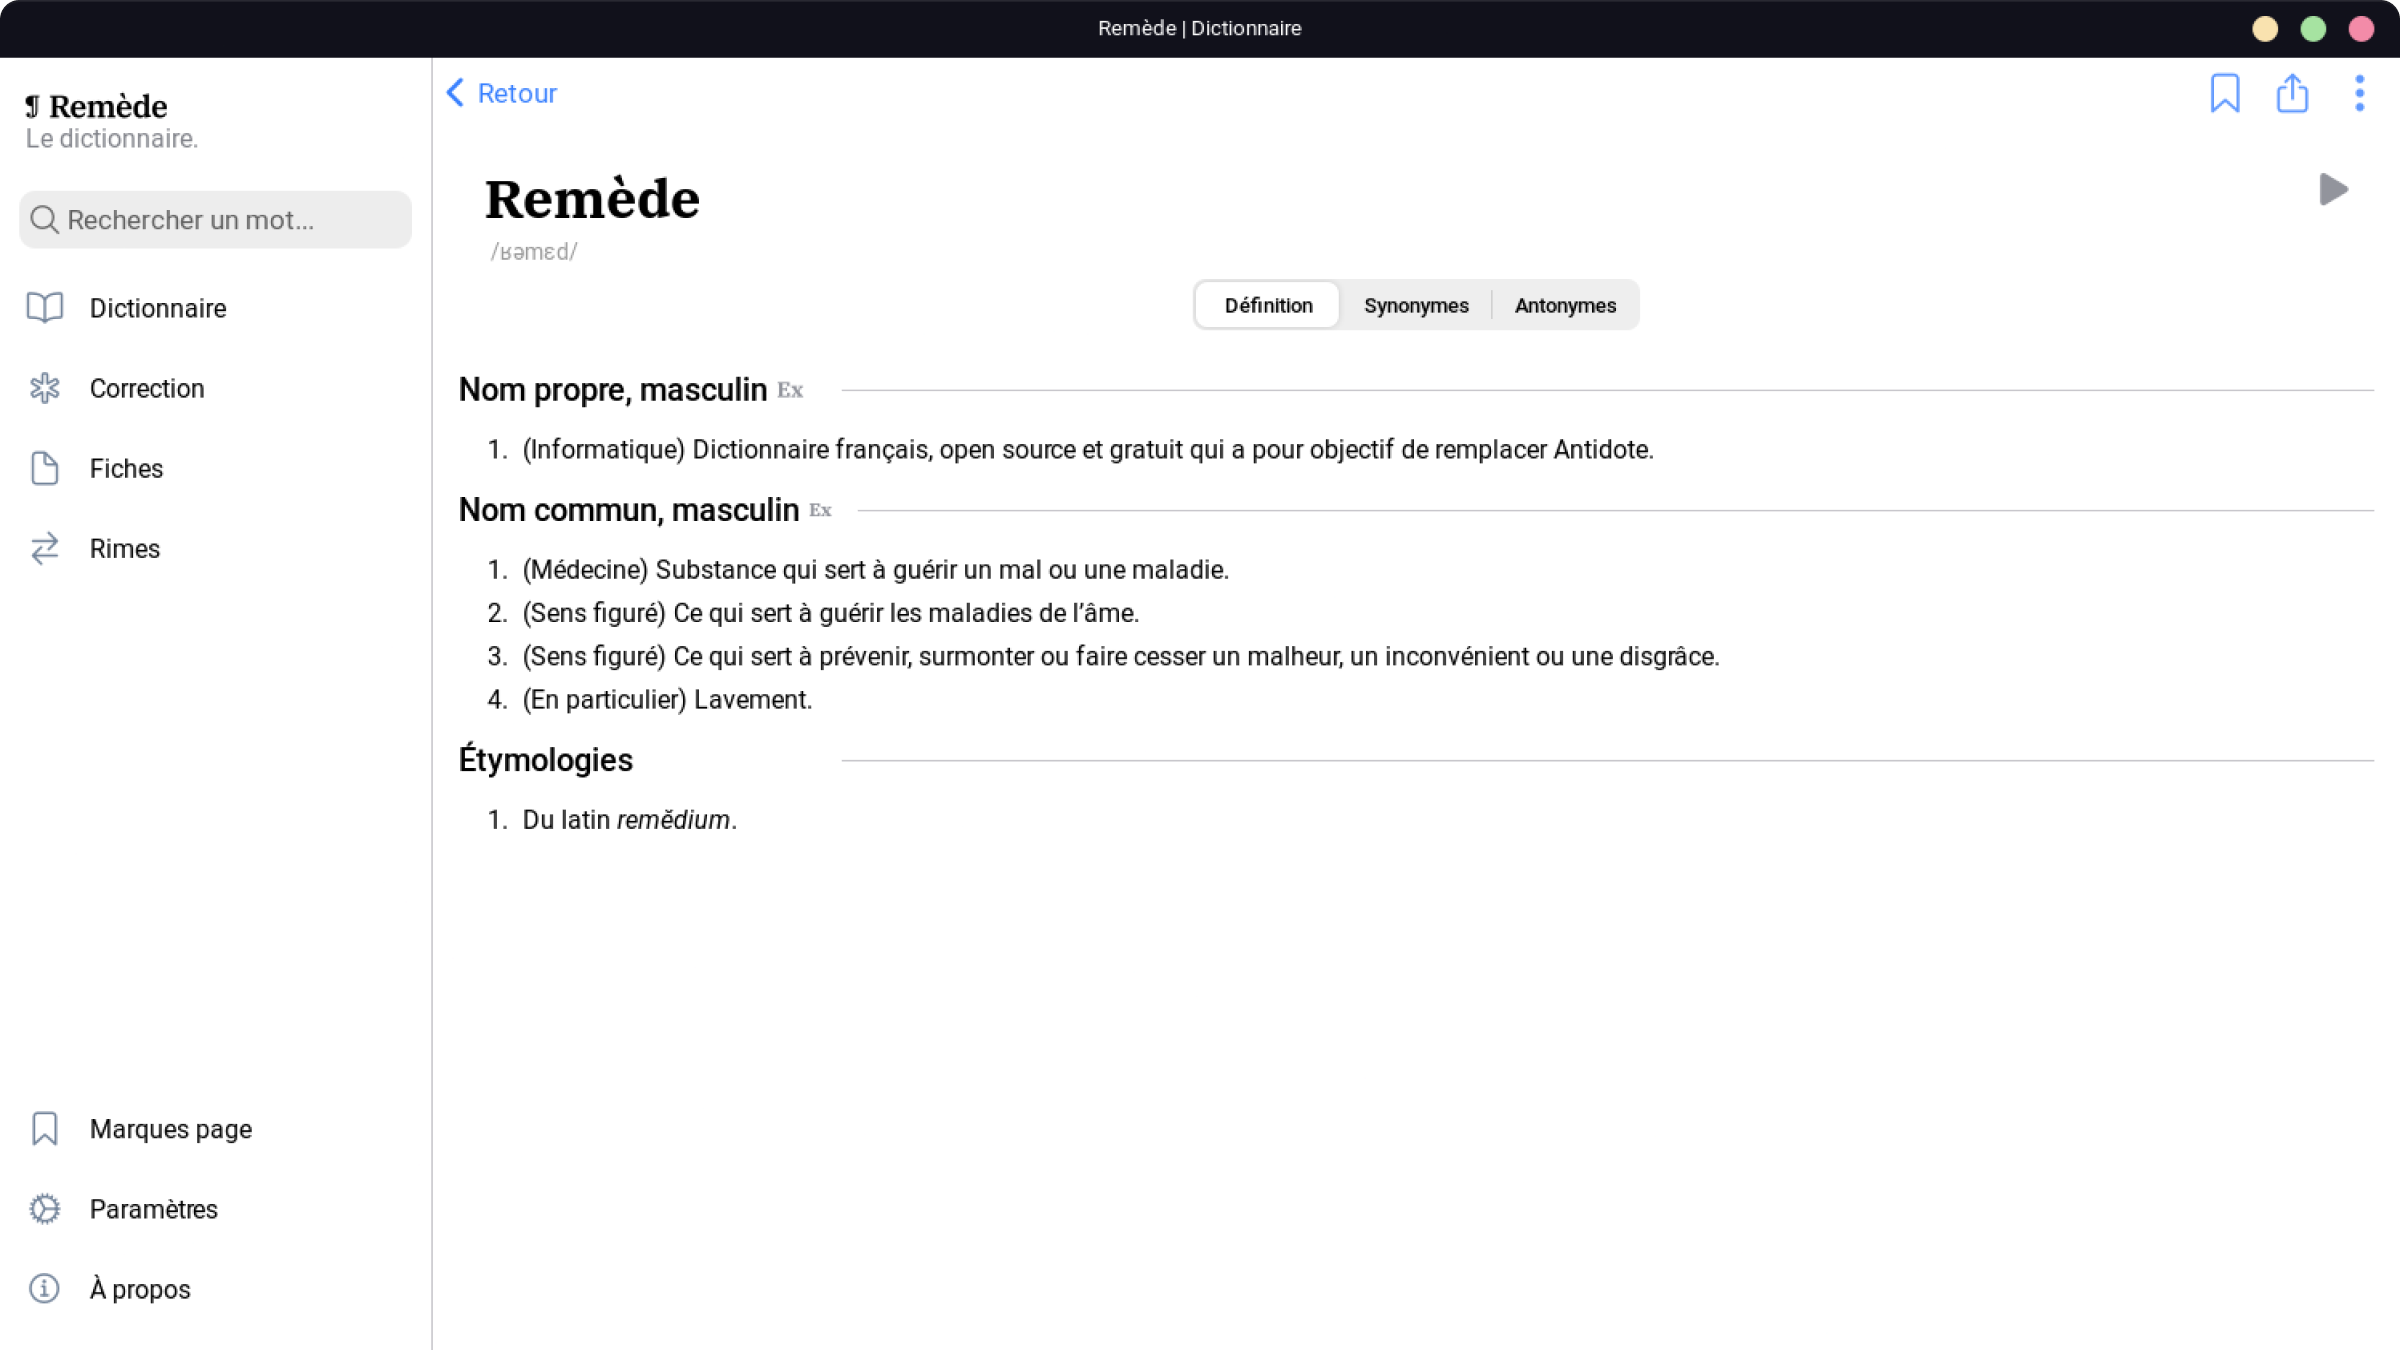 Remède | Dictionnaire
¶ Remède
Le dictionnaire.
Rechercher un mot...
Dictionnaire
Correction
Fiches
Rimes
Marques page
Paramètres
À propos
Retour
Remède
/ʁəmɛd/
Définition Synonymes Antonymes
Nom propre, masculin Ex
1. (Informatique) Dictionnaire français, open source et gratuit qui a pour objectif de remplacer Antidote.
Nom commun, masculin Ex
1. (Médecine) Substance qui sert à guérir un mal ou une maladie.
2. (Sens figuré) Ce qui sert à guérir les maladies de l’âme.
3. (Sens figuré) Ce qui sert à prévenir, surmonter ou faire cesser un malheur, un inconvénient ou une disgrâce.
4. (En particulier) Lavement.
Étymologies
1. Du latin remĕdium.